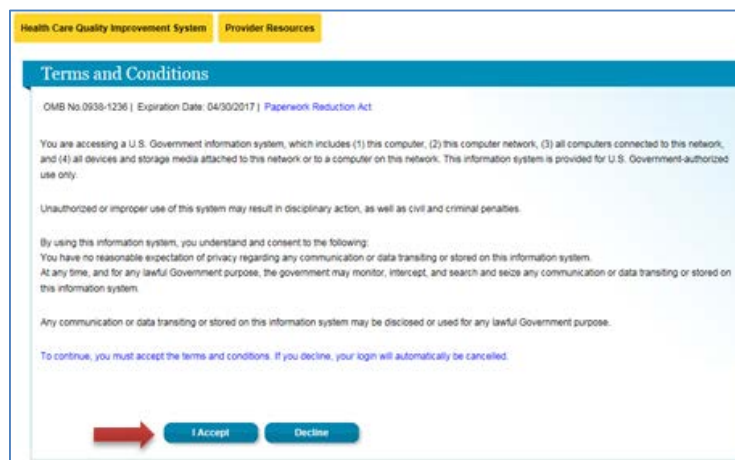 Health Care Quality Improvement System Provider Resources
Terms and Conditions
OMB No.0938-1236 | Expiration Date: 04/30/2017 | Paperwork Reduction Act
You are accessing a U.S. Government information system, which includes (1) this computer, (2) this computer network, (3) all computers connected to this network,
and (4) all devices and storage media attached to this network or to a computer on this network. This information system is provided for U.S. Government-authorized
use only.
Unauthorized or improper use of this system may result in disciplinary action, as well as civil and criminal penalties.
By using this information system, you understand and consent to the following:
You have no reasonable expectation of privacy regarding any communication or data transiting or stored on this information system.
At any time, and for any lawful Government purpose, the government may monitor, intercept, and search and seize any communication or data transiting or stored on
this information system.
Any communication or data transiting or stored on this information system may be disclosed or used for any lawful Government purpose.
To continue, you must accept the terms and conditions. If you decline, your login will automatically be cancelled.
I Accept Decline